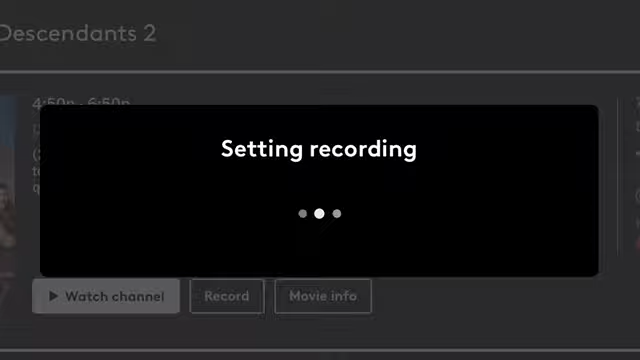 Descendants 2
4:50p - 6:50p
Setting recording
Watch channel
Record
Movie info